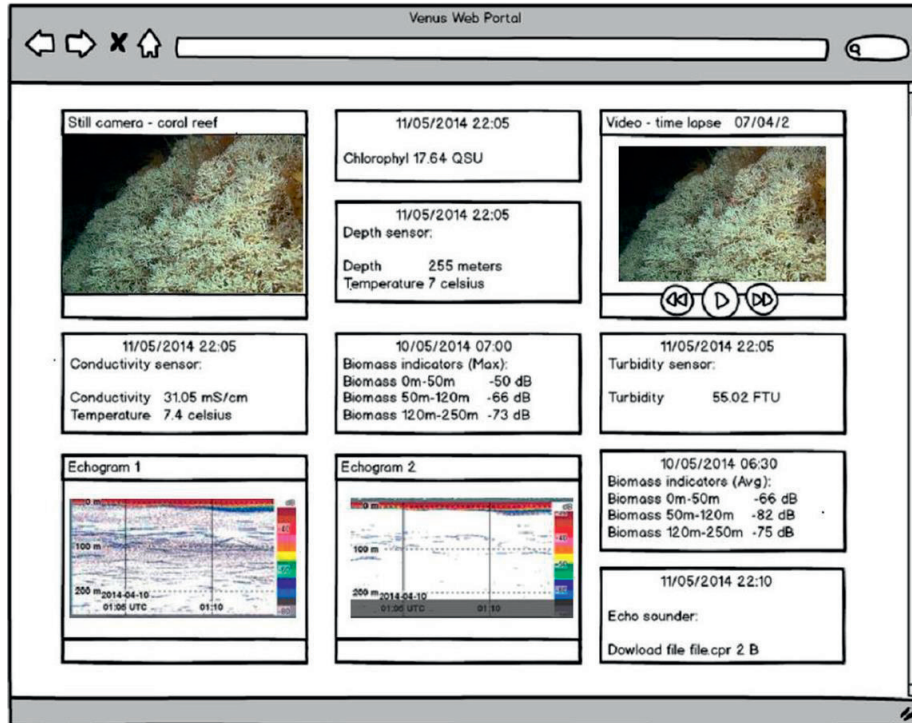 Venus Web Portal
Still camera - coral reef
11/05/2014 22:05
Chlorophyl 17.64 QSU
11/05/2014 22:05
Depth sensor:
Depth 255 meters
Temperature 7 celsius
Video - time lapse 07/04/2
11/05/2014 22:05
Conductivity sensor:
Conductivity 31.05 mS/cm
Temperature 7.4 celsius
10/05/2014 07:00
Biomass indicators (Max):
Biomass 0m-50m -50 dB
Biomass 50m-120m -66 dB
Biomass 120m-250m -73 dB
11/05/2014 22:05
Turbidity sensor:
Turbidity 55.02 FTU
Echogram 1
0 m
dB
100 m
200 m
2014-04-10
01:06 UTC 01:10
Echogram 2
0 m
dB
100 m
200 m
2014-04-10
01:06 UTC 01:10
10/05/2014 06:30
Biomass indicators (Avg):
Biomass 0m-50m -66 dB
Biomass 50m-120m -82 dB
Biomass 120m-250m -75 dB
11/05/2014 22:10
Echo sounder:
Dowload file file.cpr 2 B